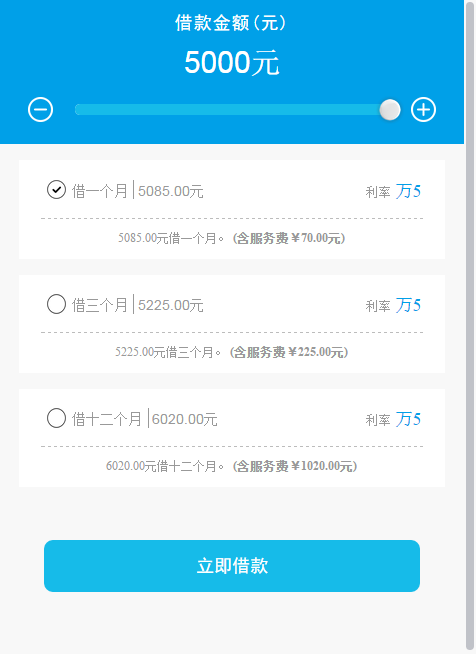 借款金额(元)
5000元
借一个月 5085.00元 利率 万5
5085.00元借一个月。(含服务费￥70.00元)
借三个月 5225.00元 利率 万5
5225.00元借三个月。(含服务费￥225.00元)
借十二个月 6020.00元 利率 万5
6020.00元借十二个月。(含服务费￥1020.00元)
立即借款